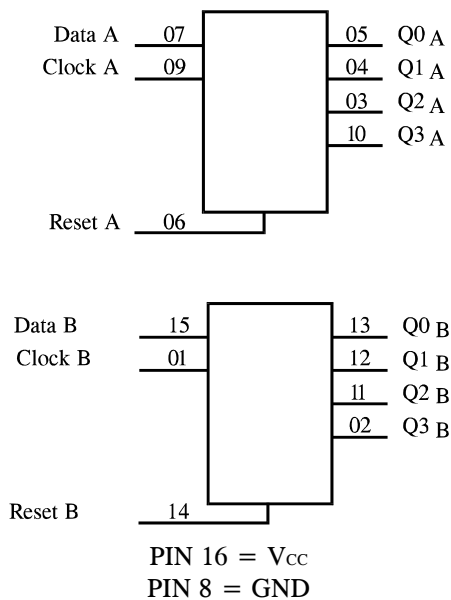 Data A 07 05 Q0 A
Clock A 09 04 Q1 A
03 Q2 A
10 Q3 A
Reset A 06
Data B 15 13 Q0 B
Clock B 01 12 Q1 B
11 Q2 B
02 Q3 B
Reset B 14
PIN 16 = VCC
PIN 8 = GND